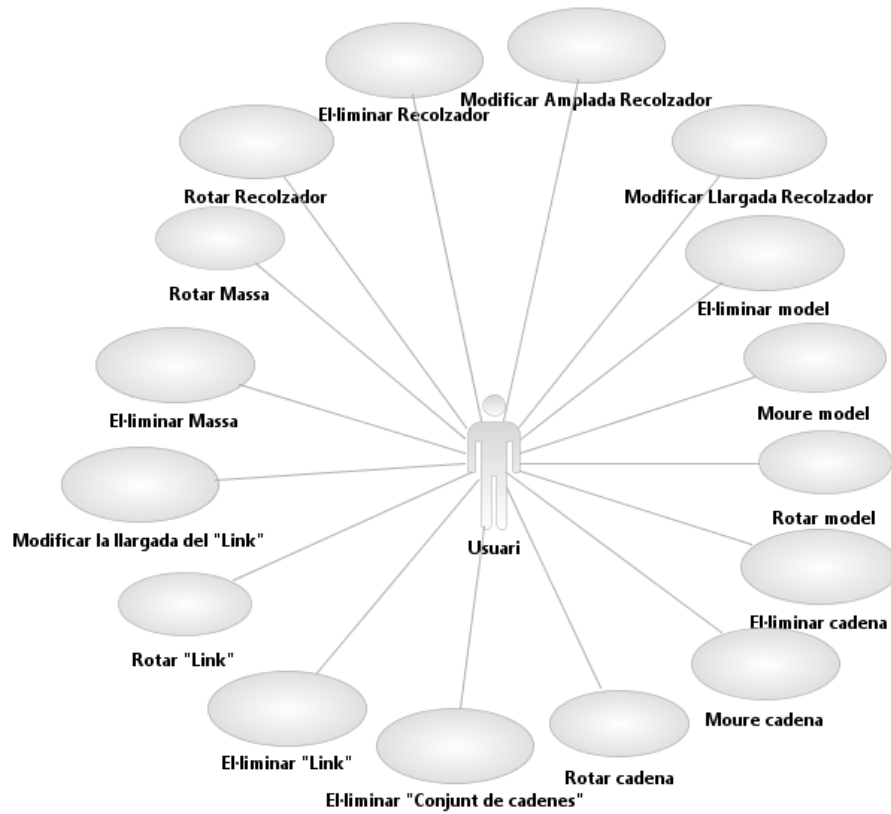 Modificar Amplada Recolzador
El·liminar Recolzador
Rotar Recolzador
Modificar Llargada Recolzador
Rotar Massa
El·liminar model
El·liminar Massa
Moure model
Rotar model
Modificar la llargada del "Link"
Usuari
El·liminar cadena
Rotar "Link"
Moure cadena
El·liminar "Link"
Rotar cadena
El·liminar "Conjunt de cadenes"